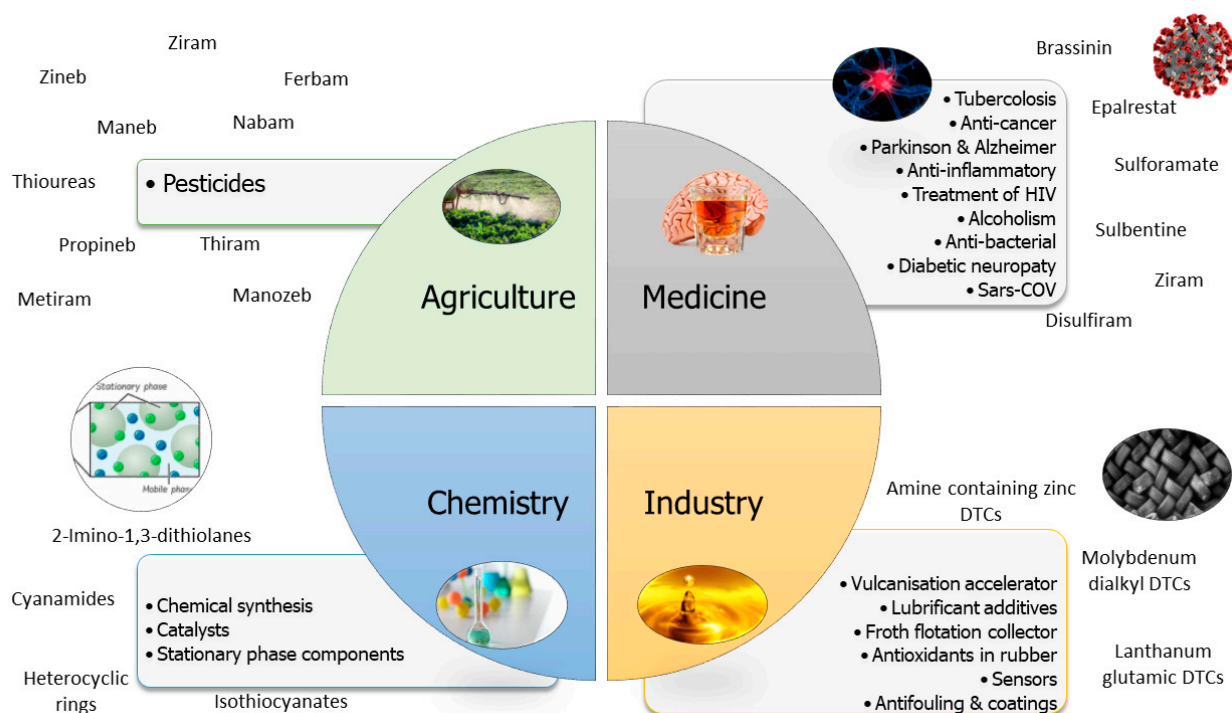 Ziram
Zineb
Ferbam
Maneb
Nabam
Thioureas
• Pesticides
Propineb
Thiram
Metiram
Manozeb
Agriculture
Medicine
Brassinin
Epalrestat
Sulforamate
Sulbentine
Ziram
Disulfiram
• Tubercolosis
• Anti-cancer
• Parkinson & Alzheimer
• Anti-inflammatory
• Treatment of HIV
• Alcoholism
• Anti-bacterial
• Diabetic neuropaty
• Sars-COV
Stationary phase
Mobile phase
2-Imino-1,3-dithiolanes
Cyanamides
• Chemical synthesis
• Catalysts
• Stationary phase components
Heterocyclic
rings
Isothiocyanates
Chemistry
Industry
Amine containing zinc
DTCs
Molybdenum
dialkyl DTCs
Lanthanum
glutamic DTCs
• Vulcanisation accelerator
• Lubrificant additives
• Froth flotation collector
• Antioxidants in rubber
• Sensors
• Antifouling & coatings